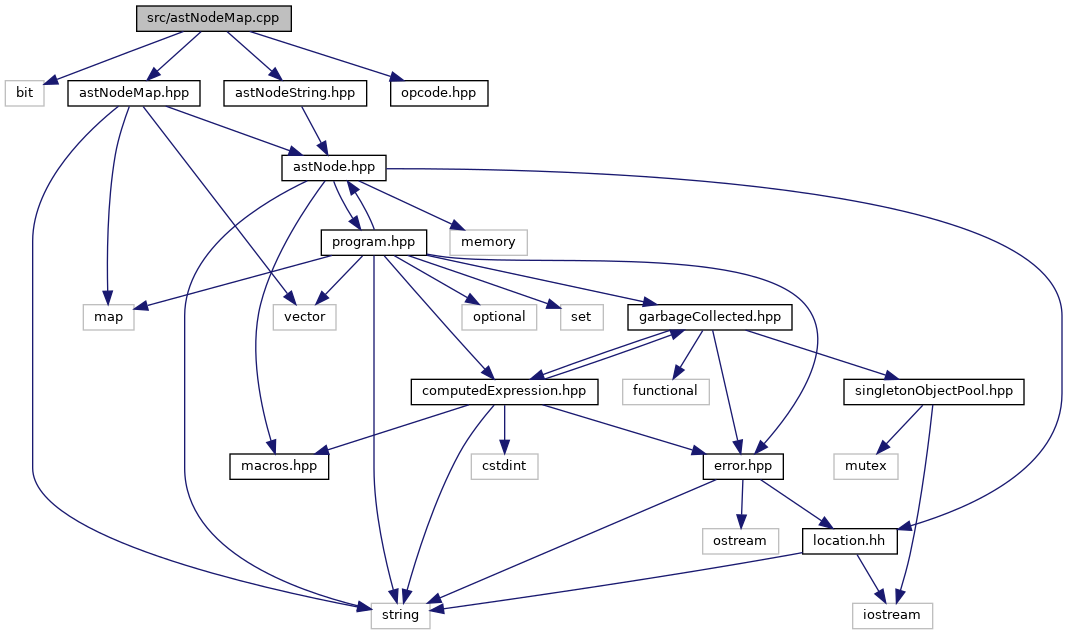 src/astNodeMap.cpp
bit
astNodeMap.hpp
astNodeString.hpp
opcode.hpp
astNode.hpp
program.hpp
memory
map
vector
optional
set
garbageCollected.hpp
computedExpression.hpp
functional
singletonObjectPool.hpp
macros.hpp
cstdint
error.hpp
mutex
ostream
location.hh
string
iostream